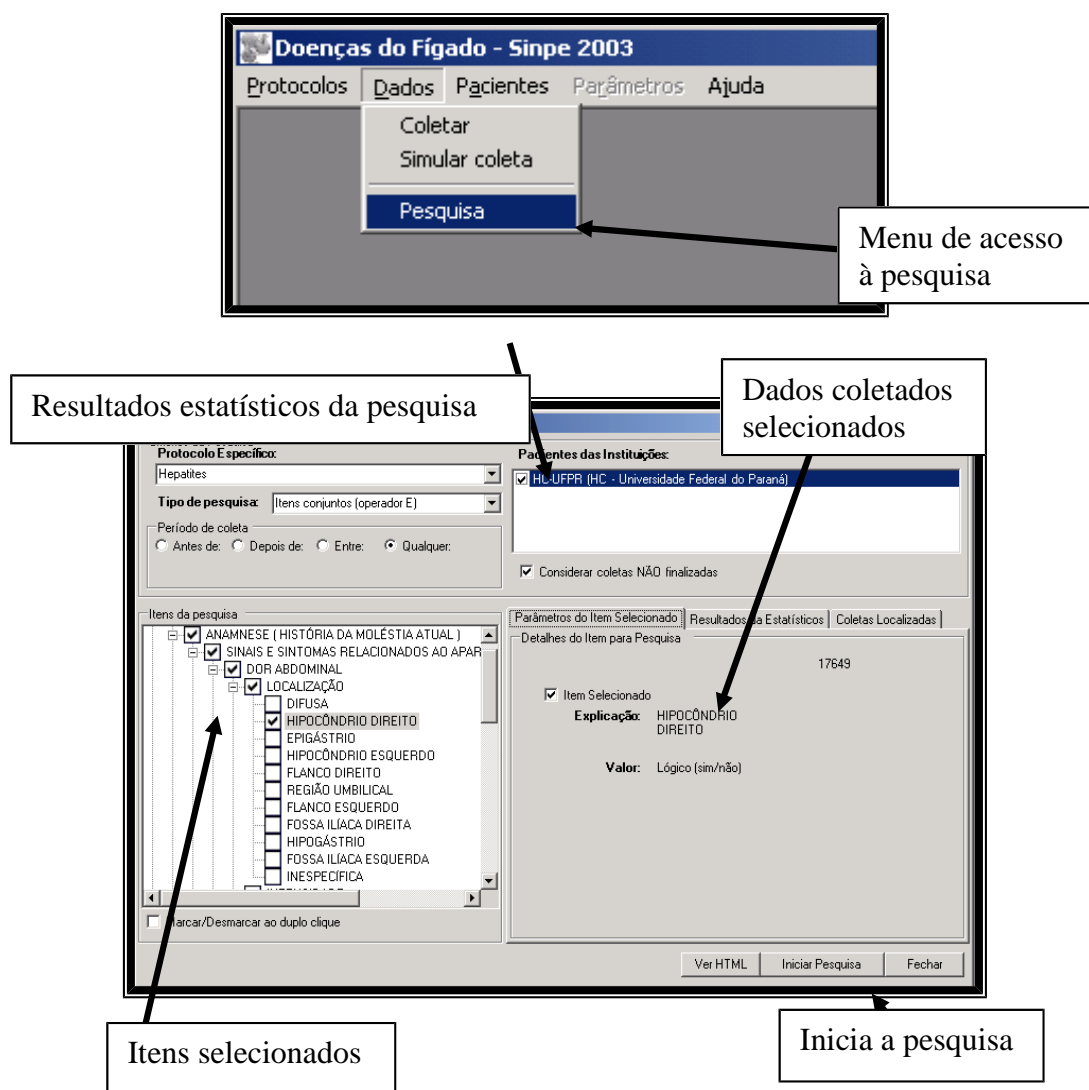 Doenças do Fígado - Sinpe 2003
Protocolos Dados Pacientes Parâmetros Ajuda
Coletar
Simular coleta
Pesquisa
Menu de acesso
à pesquisa
Resultados estatísticos da pesquisa
Dados coletados
selecionados
Protocolo Específico:
Hepatites
Tipo de pesquisa: Itens conjuntos (operador E)
Período de coleta
Antes de: Depois de: Entre: Qualquer:
Pacientes das Instituições:
HC-UFPR (HC - Universidade Federal do Paraná)
Considerar coletas NÃO finalizadas
Itens da pesquisa
ANAMNESE ( HISTÓRIA DA MOLÉSTIA ATUAL )
SINAIS E SINTOMAS RELACIONADOS AO APAR
DOR ABDOMINAL
LOCALIZAÇÃO
DIFUSA
HIPOCÔNDRIO DIREITO
EPIGÁSTRIO
HIPOCÔNDRIO ESQUERDO
FLANCO DIREITO
REGIÃO UMBILICAL
FLANCO ESQUERDO
FOSSA ILÍACA DIREITA
HIPOGÁSTRIO
FOSSA ILÍACA ESQUERDA
INESPECÍFICA
Marcar/Desmarcar ao duplo clique
Parâmetros do Item Selecionado Resultados da Estatísticos Coletas Localizadas
Detalhes do Item para Pesquisa
17649
Item Selecionado
Explicação: HIPOCÔNDRIO
DIREITO
Valor: Lógico (sim/não)
Ver HTML Iniciar Pesquisa Fechar
Itens selecionados
Inicia a pesquisa